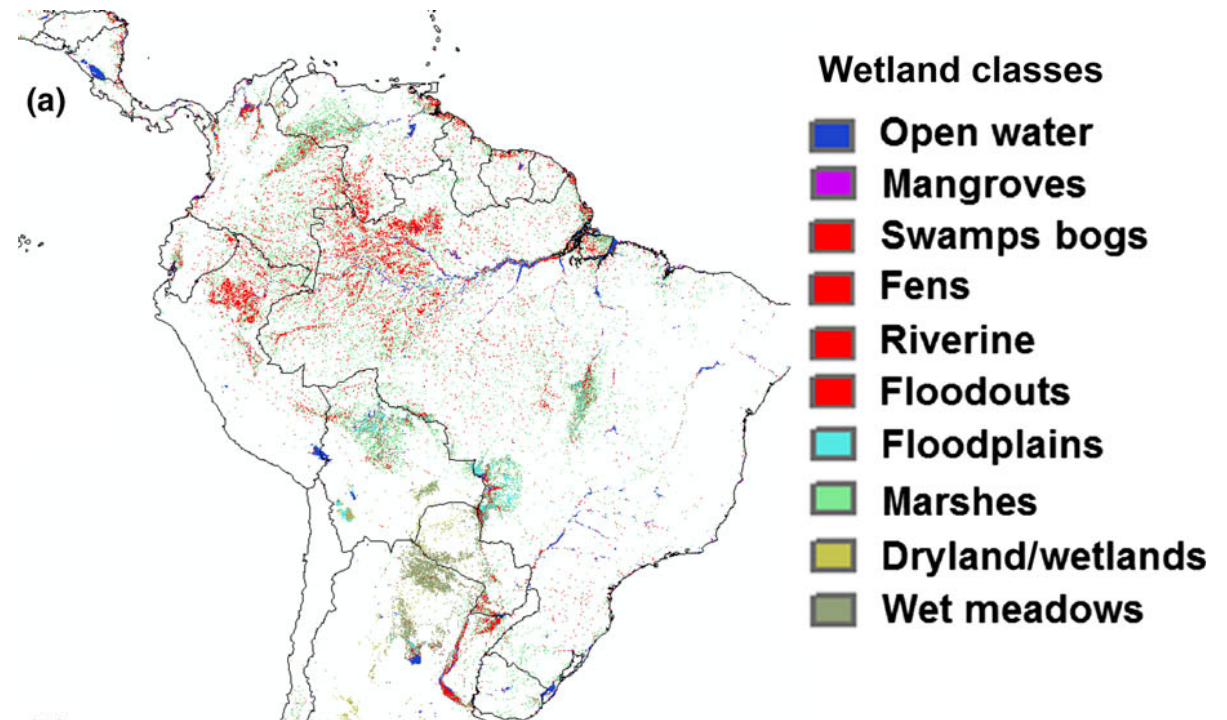 (a)
Wetland classes
Open water
Mangroves
Swamps bogs
Fens
Riverine
Floodouts
Floodplains
Marshes
Dryland/wetlands
Wet meadows